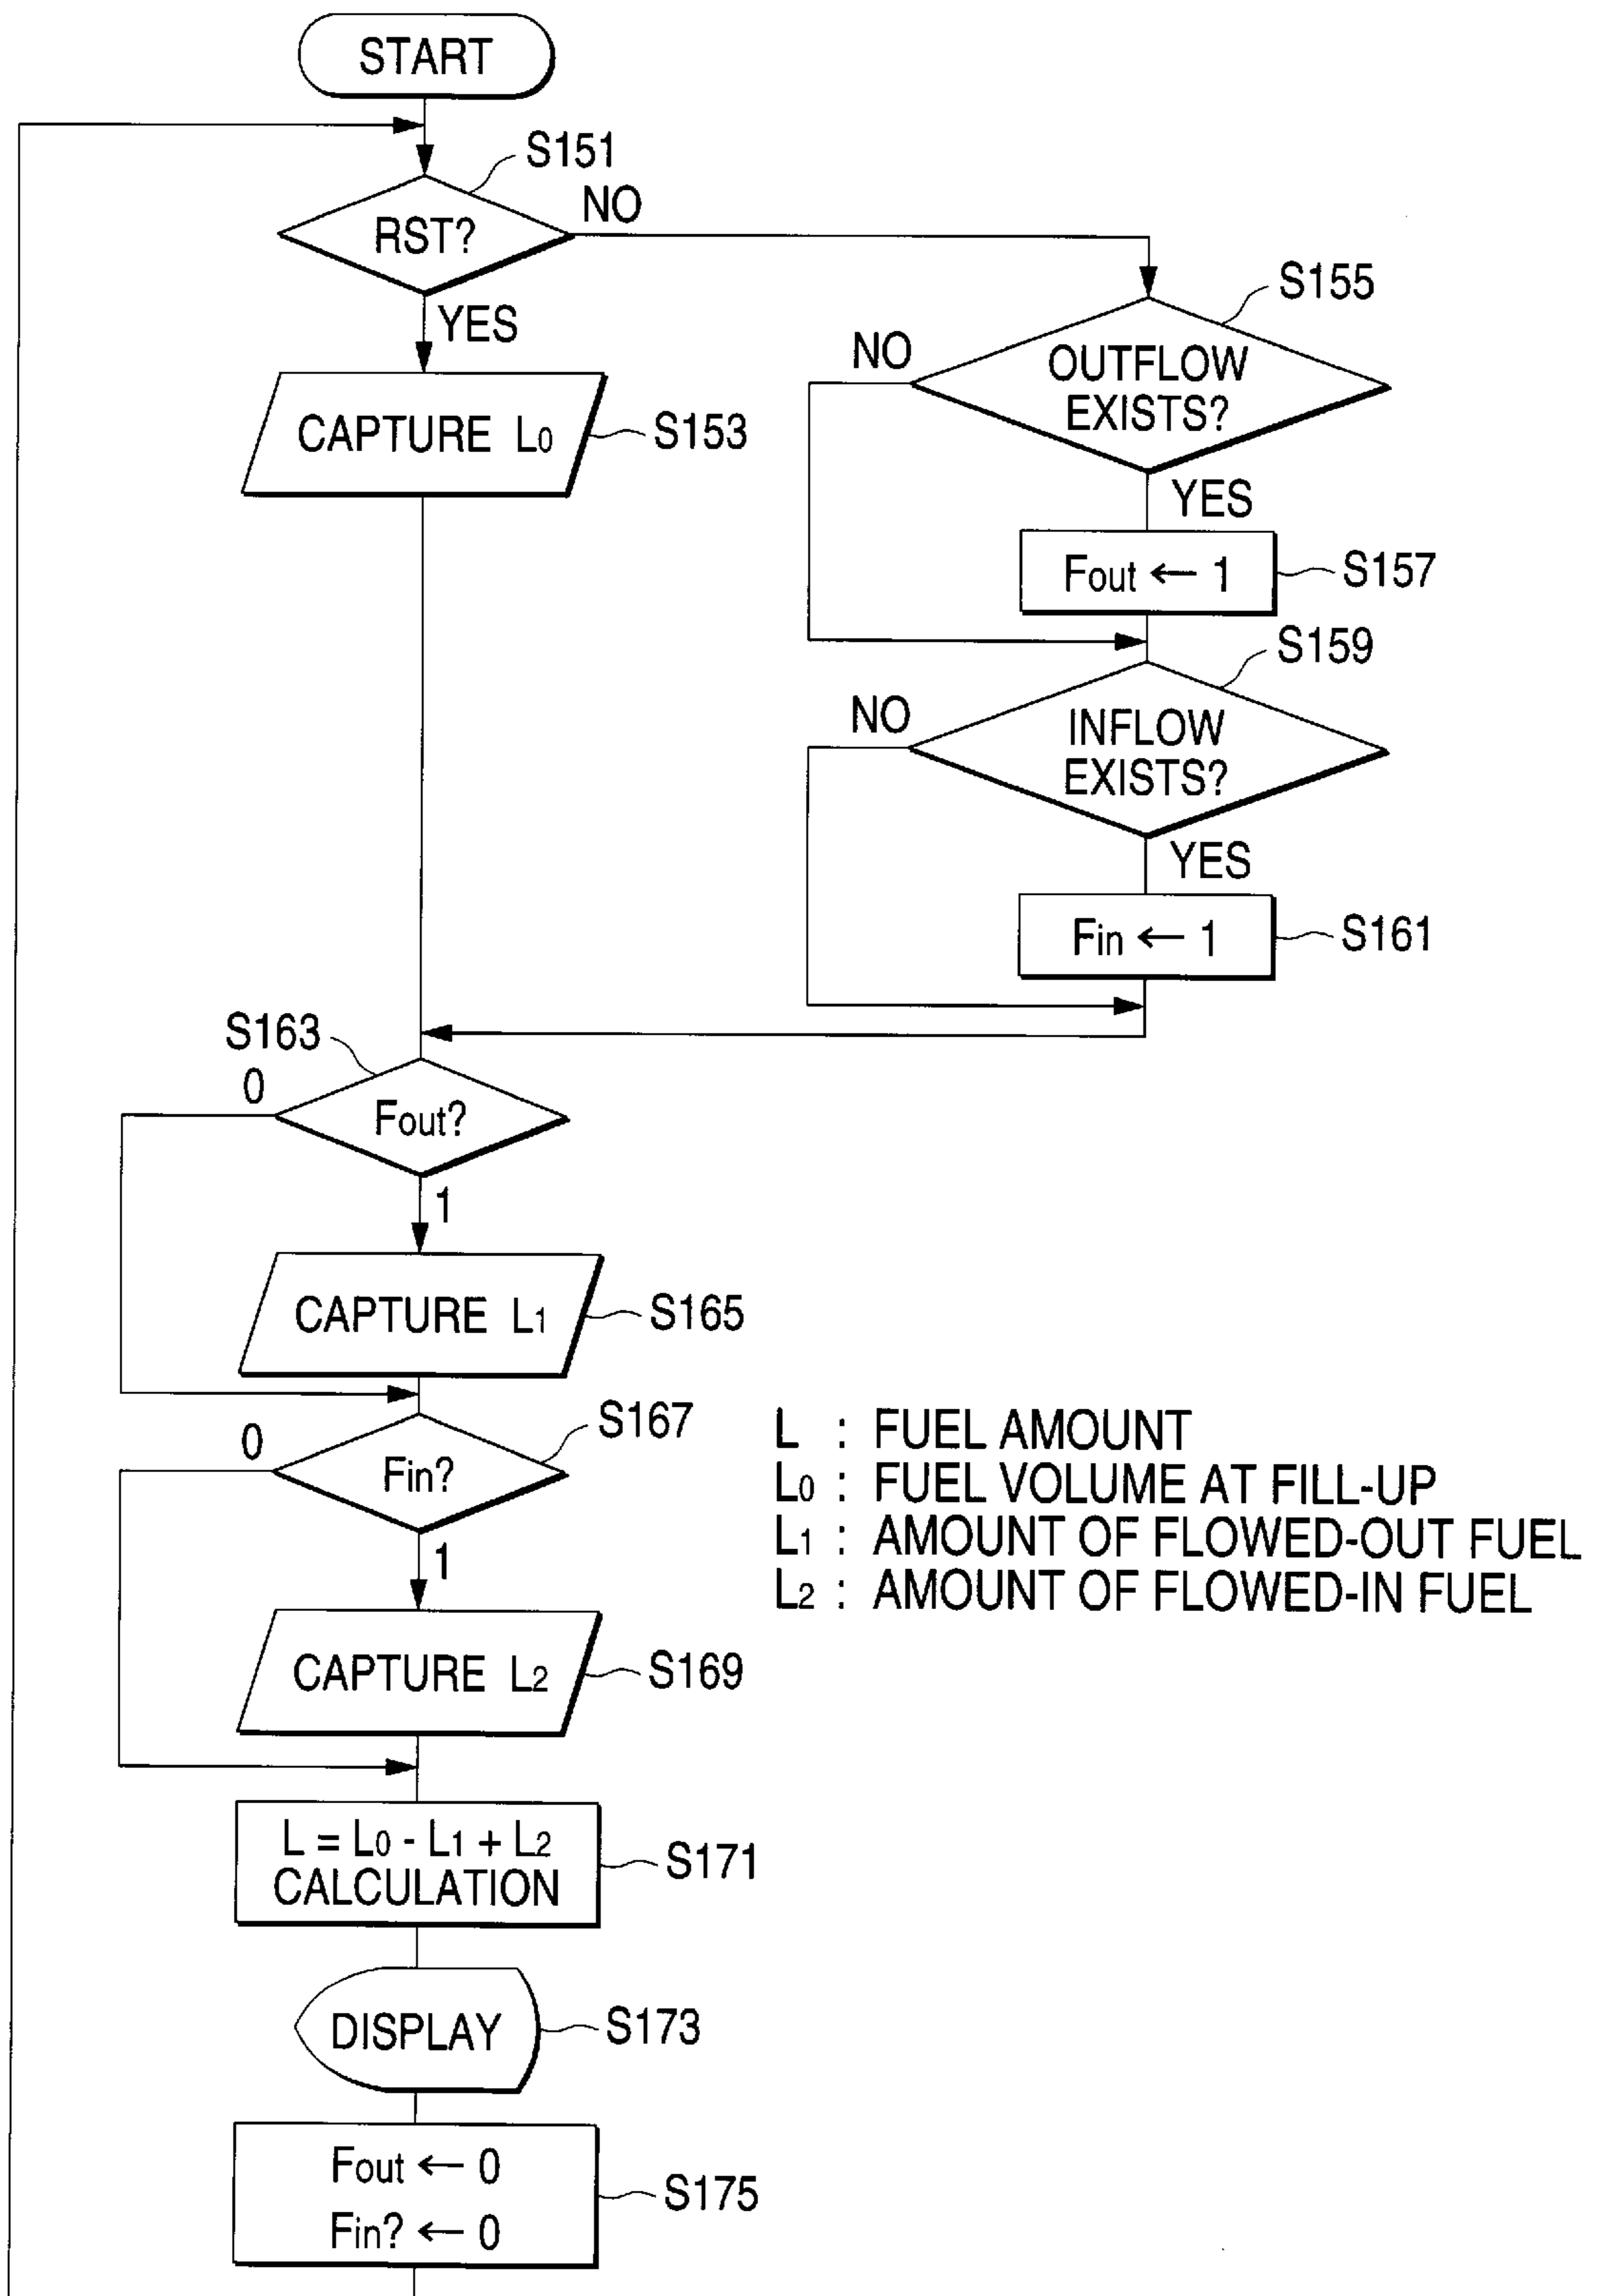 START
S151
RST?
NO
YES
CAPTURE L0
S153
S155
OUTFLOW
EXISTS?
NO
YES
Fout ← 1
S157
S159
INFLOW
EXISTS?
NO
YES
Fin ← 1
S161
S163
Fout?
0
1
CAPTURE L1
S165
S167
Fin?
0
1
CAPTURE L2
S169
L : FUEL AMOUNT
L0 : FUEL VOLUME AT FILL-UP
L1 : AMOUNT OF FLOWED-OUT FUEL
L2 : AMOUNT OF FLOWED-IN FUEL
L = L0 - L1 + L2
CALCULATION
S171
DISPLAY
S173
Fout ← 0
Fin? ← 0
S175